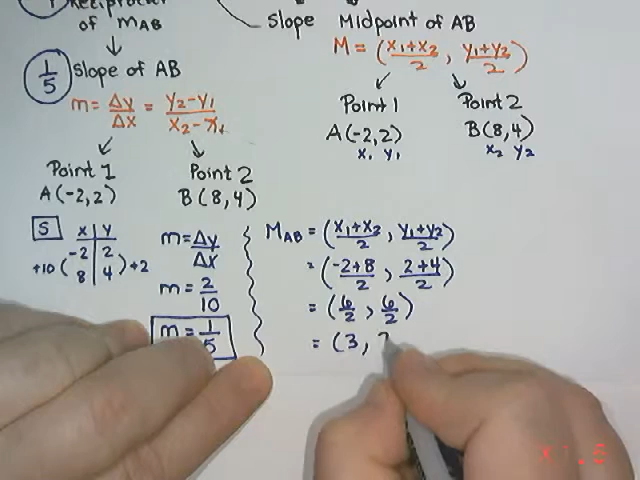 Reciprocal
of MAB
slope Midpoint of AB
M = (x1+x2/2, y1+y2/2)
1/5 Slope of AB
m = Δy/Δx = y2-y1/x2-x1
Point 1 Point 2
A(-2,2) B(8,4)
x1 y1 x2 y2
Point 1 Point 2
A(-2,2) B(8,4)
S x y
-2 2
8 4
+10 +2
m = Δy/Δx
m = 2/10
m = 1/5
MAB = (x1+x2/2, y1+y2/2)
= (-2+8/2, 2+4/2)
= (6/2, 6/2)
= (3,